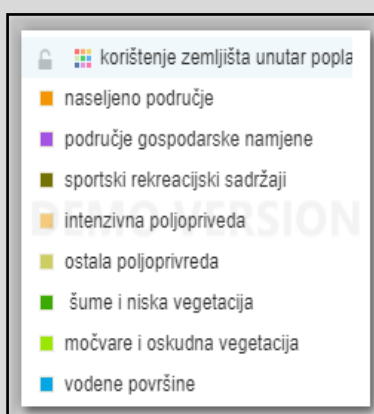 korištenje zemljišta unutar popla
naseljeno područje
područje gospodarske namjene
sportski rekreacijski sadržaji
intenzivna poljopriveda
ostala poljoprivreda
šume i niska vegetacija
močvare i oskudna vegetacija
vodene površine
DEMO VERSION